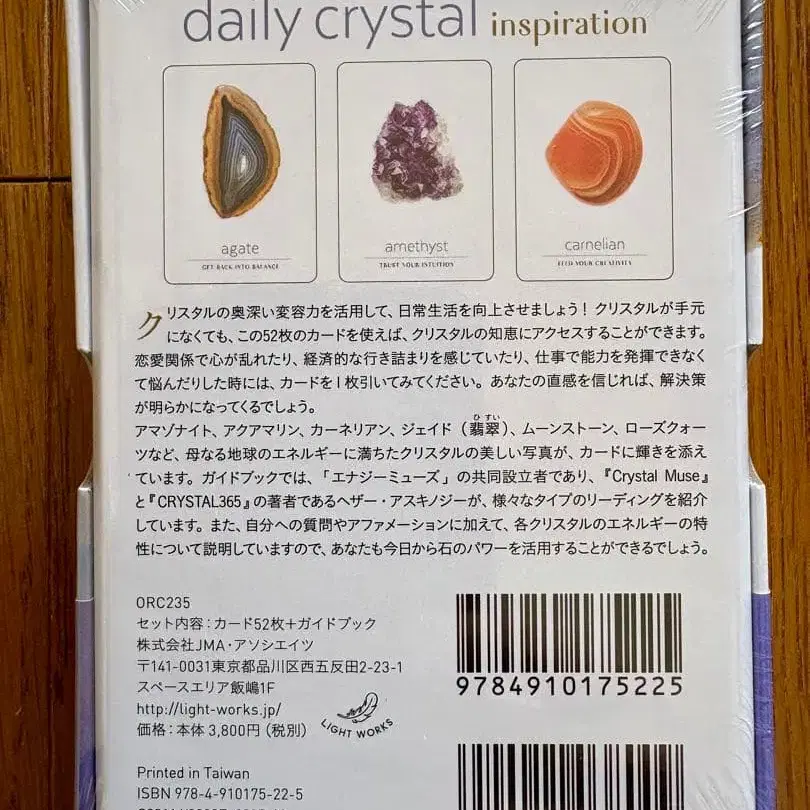 daily crystal inspiration
agate
GET BACK INTO BALANCE
amethyst
TRUST YOUR INTUITION
carnelian
FEED YOUR CREATIVITY
クリスタルの奥深い変容力を活用して、日常生活を向上させましょう！クリスタルが手元
になくても、この52枚のカードを使えば、クリスタルの知恵にアクセスすることができます。
恋愛関係で心が乱れたり、経済的な行き詰まりを感じていたり、仕事で能力を発揮できなく
て悩んだりした時には、カードを1枚引いてみてください。あなたの直感を信じれば、解決策
が明らかになってくるでしょう。
アマゾナイト、アクアマリン、カーネリアン、ジェイド（翡翠）、ムーンストーン、ローズクォー
ひ すい
ツなど、母なる地球のエネルギーに満ちたクリスタルの美しい写真が、カードに輝きを添え
ています。ガイドブックでは、「エナジーミューズ」の共同設立者であり、『Crystal Muse』
と『CRYSTAL365』の著者であるヘザー・アスキノジーが、様々なタイプのリーディングを紹介
しています。また、自分への質問やアファメーションに加えて、各クリスタルのエネルギーの特
性について説明していますので、あなたも今日から石のパワーを活用することができるでしょう。
ORC235
セット内容：カード52枚＋ガイドブック
株式会社JMA・アソシエイツ
〒141-0031東京都品川区西五反田2-23-1
スペースエリア飯嶋1F
http://light-works.jp/
価格：本体 3,800円（税別）
LIGHT WORKS
9784910175225
Printed in Taiwan
ISBN 978-4-910175-22-5